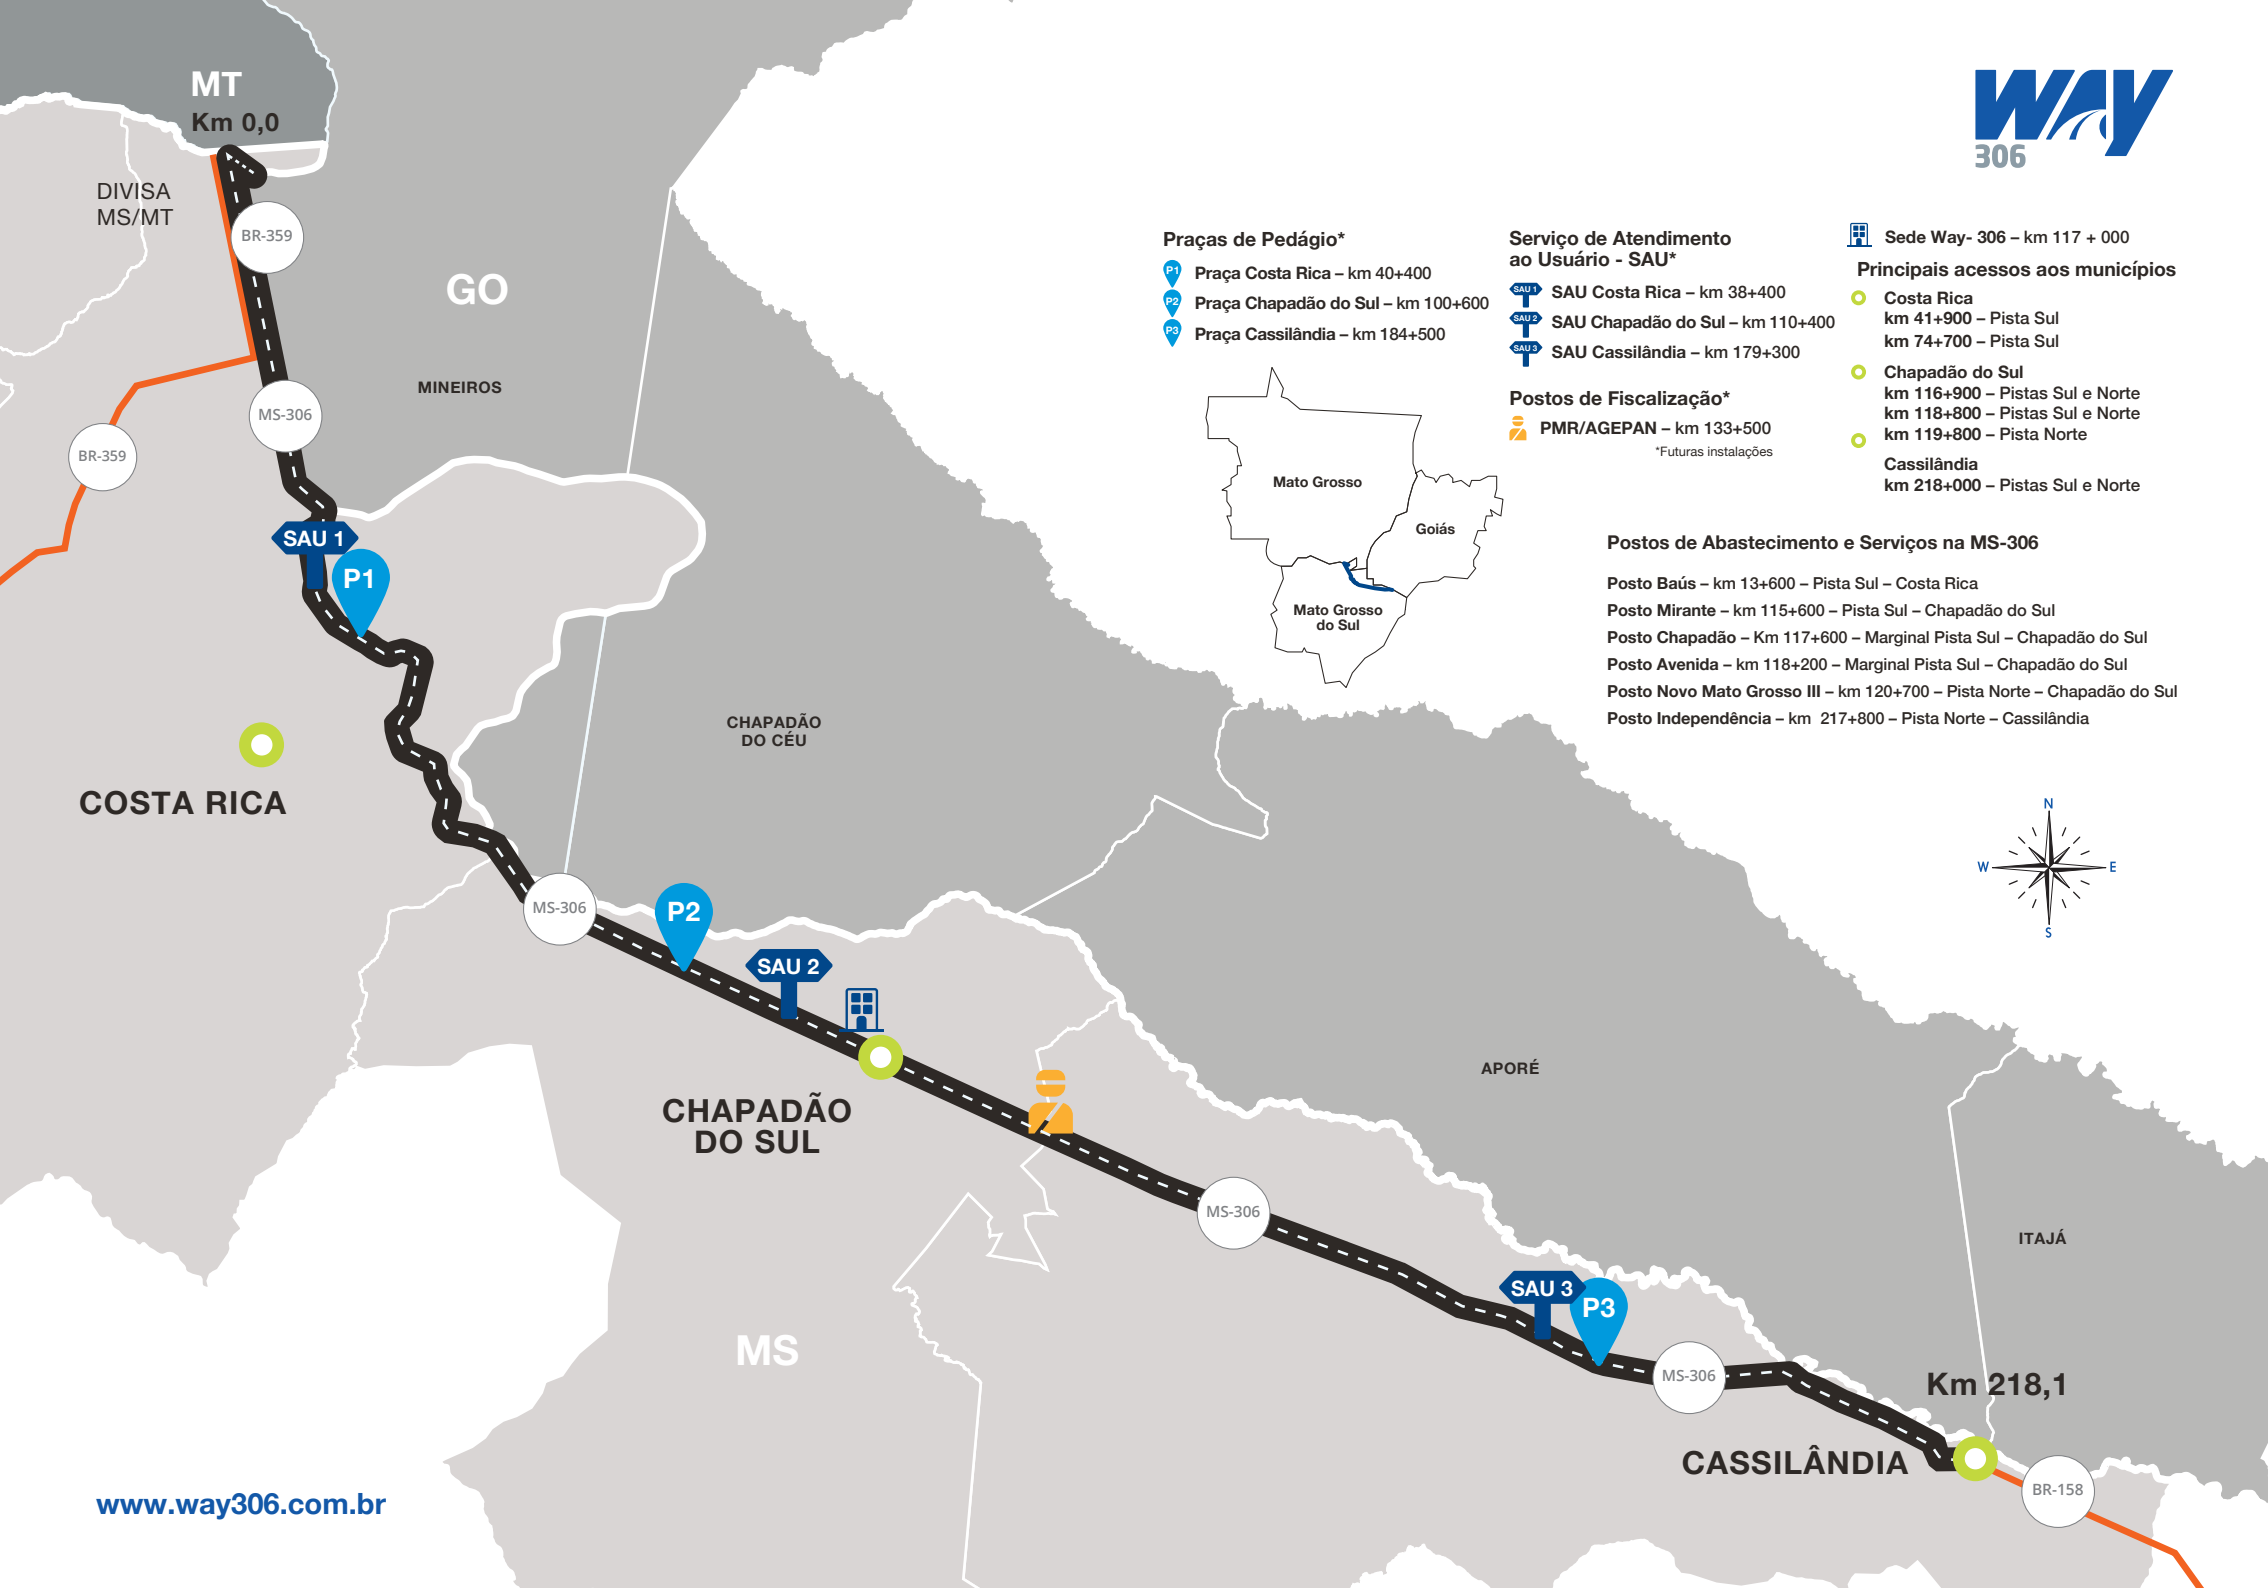 MT
Km 0,0
DIVISA
MS/MT
BR-359
GO
MINEIROS
MS-306
BR-359
SAU 1
P1
COSTA RICA
CHAPADÃO
DO CÉU
MS-306
P2
SAU 2
CHAPADÃO
DO SUL
MS-306
APORÉ
ITAJÁ
SAU 3
P3
MS-306
MS
Km 218,1
CASSILÂNDIA
BR-158
www.way306.com.br
WAY
306
Praças de Pedágio*
P1 Praça Costa Rica – km 40+400
P2 Praça Chapadão do Sul – km 100+600
P3 Praça Cassilândia – km 184+500
Serviço de Atendimento
ao Usuário - SAU*
SAU 1 SAU Costa Rica – km 38+400
SAU 2 SAU Chapadão do Sul – km 110+400
SAU 3 SAU Cassilândia – km 179+300
Postos de Fiscalização*
PMR/AGEPAN – km 133+500
*Futuras instalações
Sede Way- 306 – km 117 + 000
Principais acessos aos municípios
Costa Rica
km 41+900 – Pista Sul
km 74+700 – Pista Sul
Chapadão do Sul
km 116+900 – Pistas Sul e Norte
km 118+800 – Pistas Sul e Norte
km 119+800 – Pista Norte
Cassilândia
km 218+000 – Pistas Sul e Norte
Mato Grosso
Goiás
Mato Grosso
do Sul
Postos de Abastecimento e Serviços na MS-306
Posto Baús – km 13+600 – Pista Sul – Costa Rica
Posto Mirante – km 115+600 – Pista Sul – Chapadão do Sul
Posto Chapadão – Km 117+600 – Marginal Pista Sul – Chapadão do Sul
Posto Avenida – km 118+200 – Marginal Pista Sul – Chapadão do Sul
Posto Novo Mato Grosso III – km 120+700 – Pista Norte – Chapadão do Sul
Posto Independência – km 217+800 – Pista Norte – Cassilândia
N
W
E
S